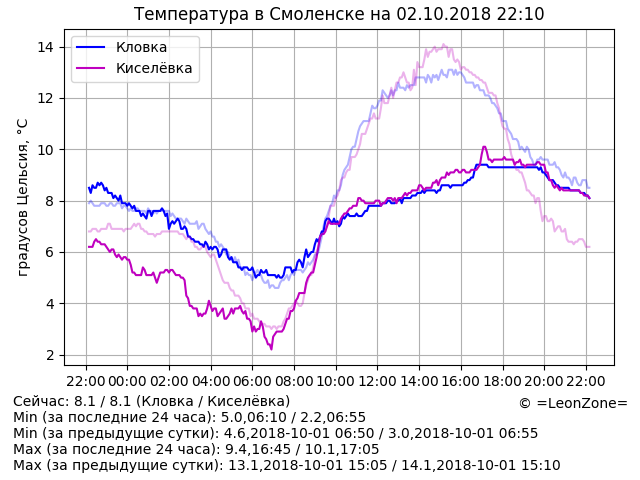 Температура в Смоленске на 02.10.2018 22:10
Кловка
Киселёвка
градусов Цельсия, °C
14
12
10
8
6
4
2
22:00 00:00 02:00 04:00 06:00 08:00 10:00 12:00 14:00 16:00 18:00 20:00 22:00
Сейчас: 8.1 / 8.1 (Кловка / Киселёвка)
© =LeonZone=
Min (за последние 24 часа): 5.0,06:10 / 2.2,06:55
Min (за предыдущие сутки): 4.6,2018-10-01 06:50 / 3.0,2018-10-01 06:55
Max (за последние 24 часа): 9.4,16:45 / 10.1,17:05
Max (за предыдущие сутки): 13.1,2018-10-01 15:05 / 14.1,2018-10-01 15:10